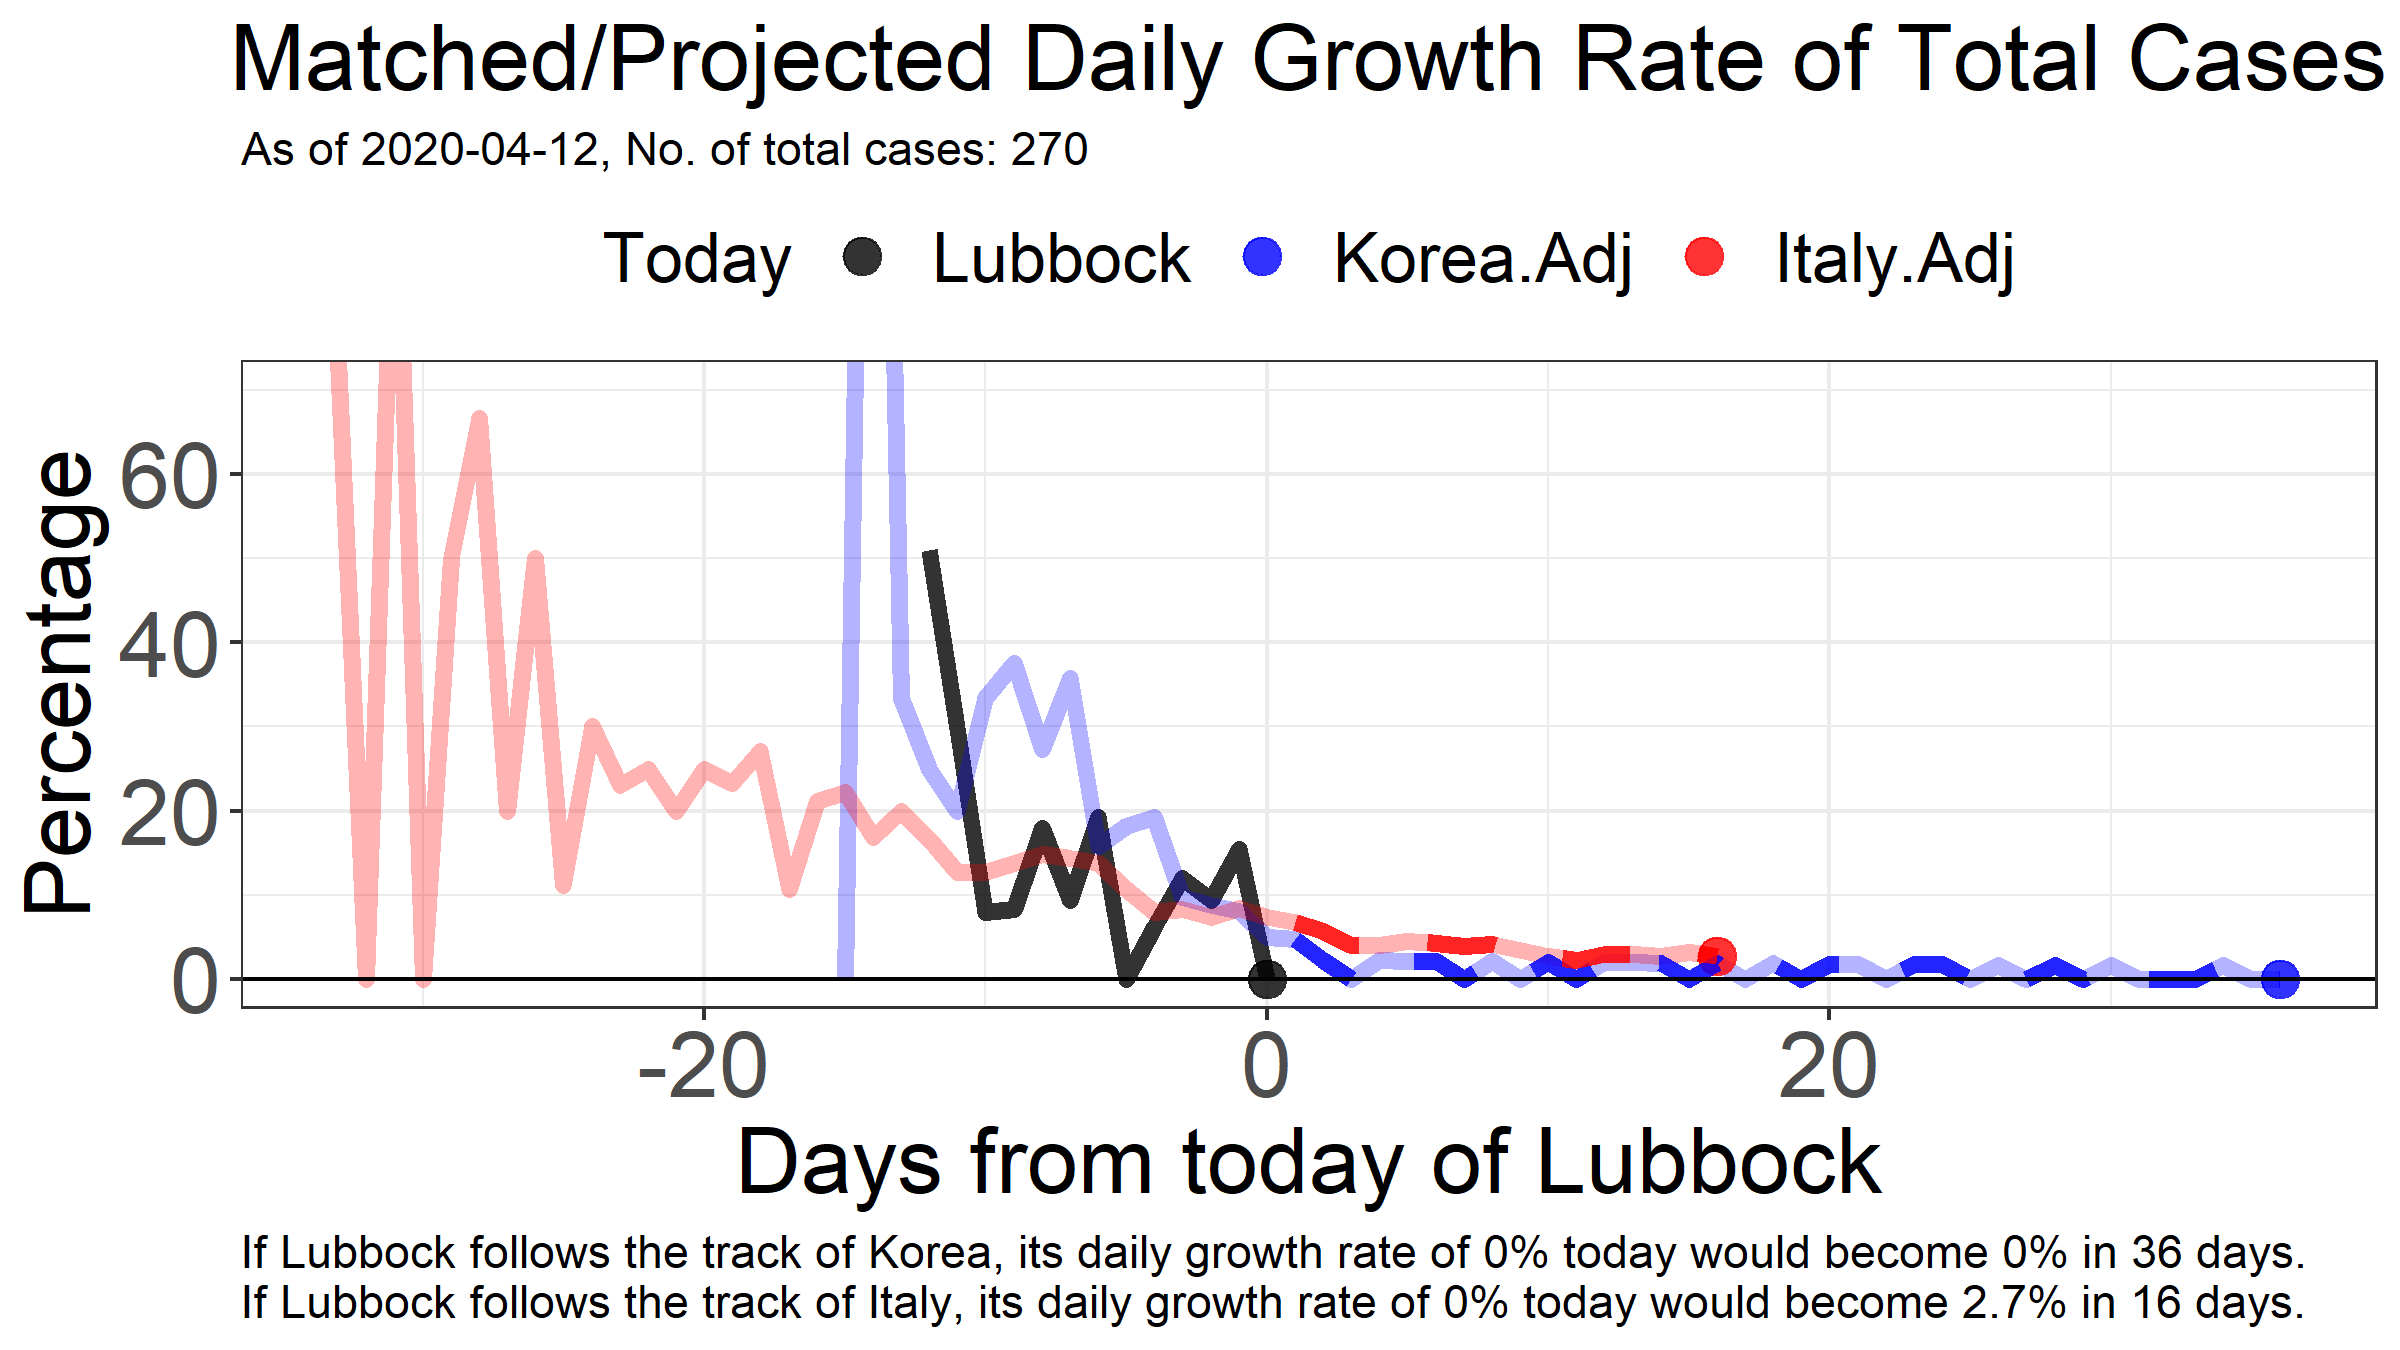 Matched/Projected Daily Growth Rate of Total Cases
As of 2020-04-12, No. of total cases: 270
Today Lubbock Korea.Adj Italy.Adj
Percentage
60
40
20
0
-20 0 20
Days from today of Lubbock
If Lubbock follows the track of Korea, its daily growth rate of 0% today would become 0% in 36 days.
If Lubbock follows the track of Italy, its daily growth rate of 0% today would become 2.7% in 16 days.